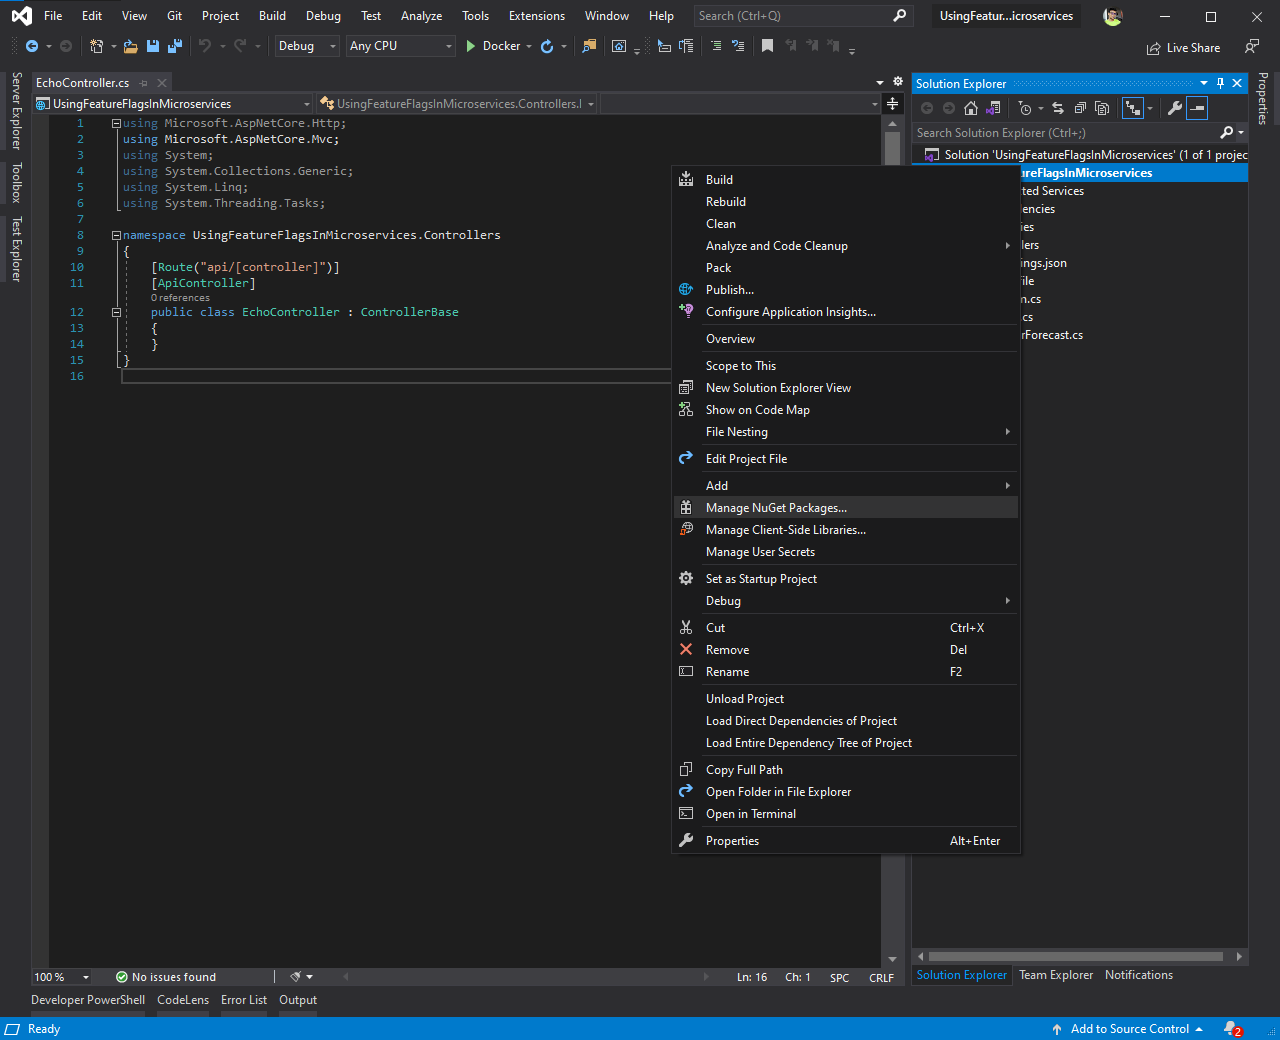 File Edit View Git Project Build Debug Test Analyze Tools Extensions Window Help Search (Ctrl+Q) UsingFeatur...icroservices
Debug Any CPU Docker Live Share
Server Explorer
Toolbox
Test Explorer
EchoController.cs
UsingFeatureFlagsInMicroservices UsingFeatureFlagsInMicroservices.Controllers.
1 using Microsoft.AspNetCore.Http;
2 using Microsoft.AspNetCore.Mvc;
3 using System;
4 using System.Collections.Generic;
5 using System.Linq;
6 using System.Threading.Tasks;
7
8 namespace UsingFeatureFlagsInMicroservices.Controllers
9 {
10 [Route("api/[controller]")]
11 [ApiController]
0 references
12 public class EchoController : ControllerBase
13 {
14 }
15 }
16
Build
Rebuild
Clean
Analyze and Code Cleanup
Pack
Publish...
Configure Application Insights...
Overview
Scope to This
New Solution Explorer View
Show on Code Map
File Nesting
Edit Project File
Add
Manage NuGet Packages...
Manage Client-Side Libraries...
Manage User Secrets
Set as Startup Project
Debug
Cut Ctrl+X
Remove Del
Rename F2
Unload Project
Load Direct Dependencies of Project
Load Entire Dependency Tree of Project
Copy Full Path
Open Folder in File Explorer
Open in Terminal
Properties Alt+Enter
Solution Explorer
Search Solution Explorer (Ctrl+;)
Solution 'UsingFeatureFlagsInMicroservices' (1 of 1 projec
reFlagsInMicroservices
ted Services
encies
ies
lers
ings.json
file
m.cs
.cs
rForecast.cs
Properties
100 % No issues found Ln: 16 Ch: 1 SPC CRLF
Solution Explorer Team Explorer Notifications
Developer PowerShell CodeLens Error List Output
Ready Add to Source Control 2